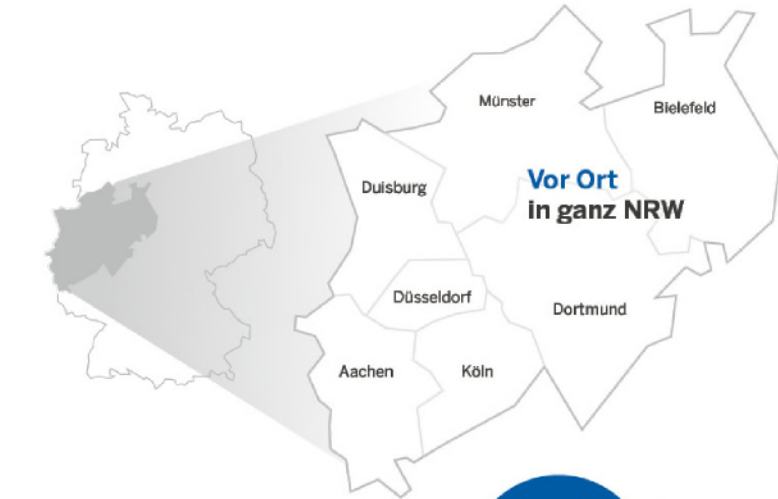 Münster
Bielefeld
Duisburg
Vor Ort
in ganz NRW
Düsseldorf
Dortmund
Aachen
Köln